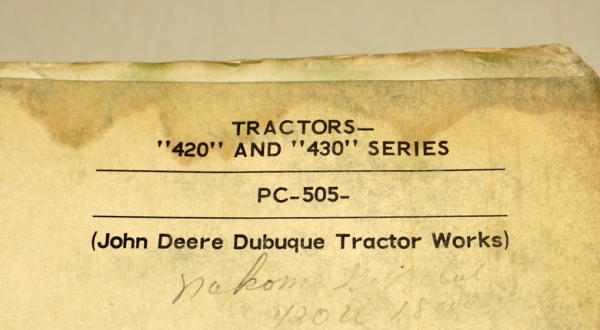 TRACTORS—
"420" AND "430" SERIES
PC-505-
(John Deere Dubuque Tractor Works)